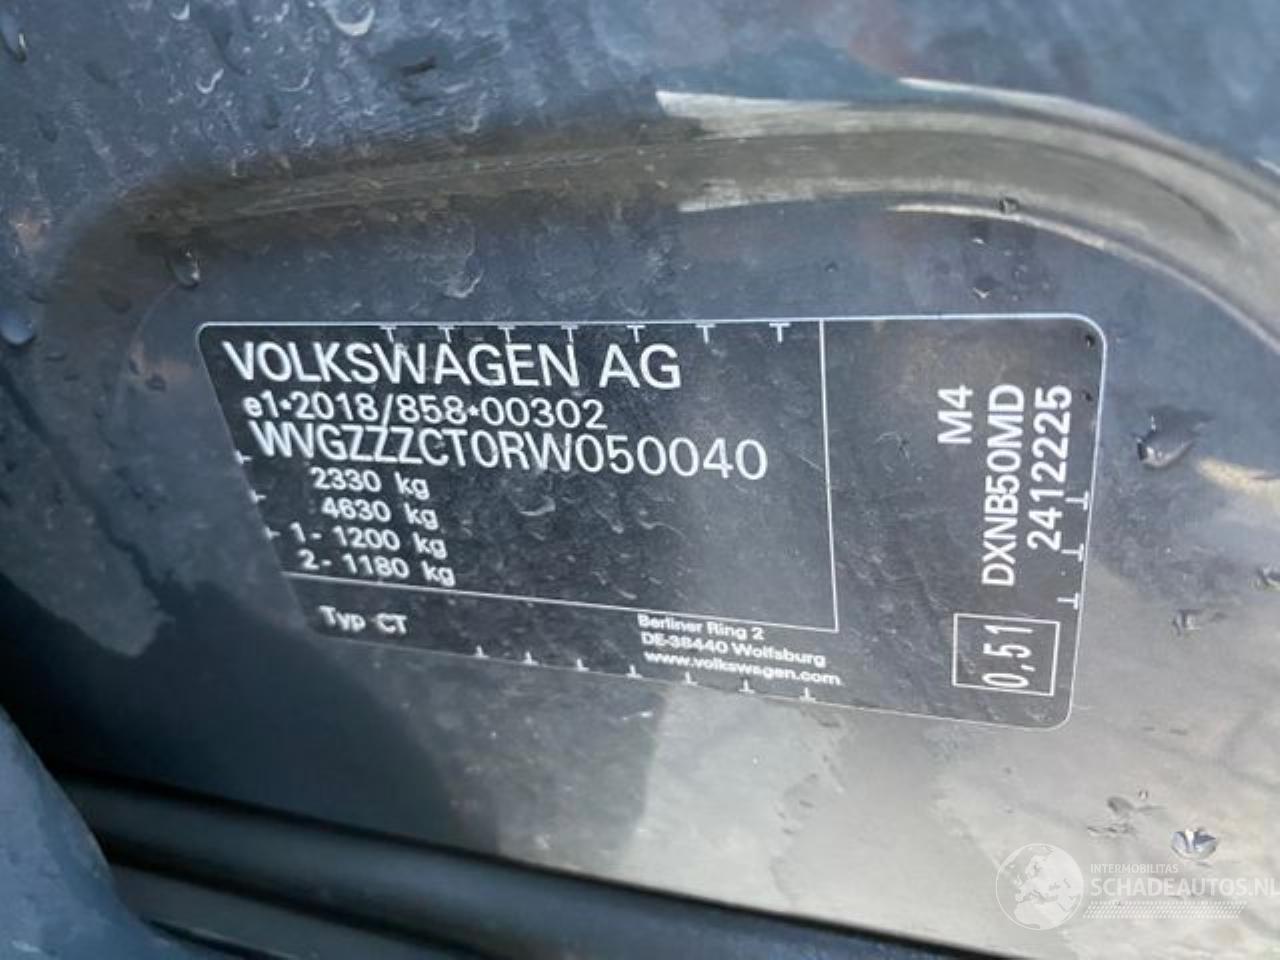 VOLKSWAGEN AG
e1*2018/858*00302
WVGZZZCT0RW050040
2330 kg
4630 kg
1- 1200 kg
2- 1180 kg
Typ CT
Berliner Ring 2
DE-38440 Wolfsburg
www.volkswagen.com
M4
DXNB50MD
2412225
0,51
INTERMOBILITAS
SCHADEAUTOS.NL